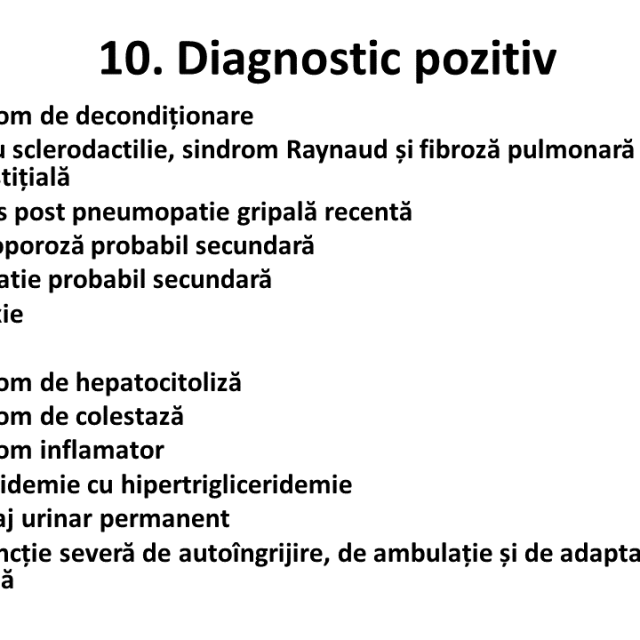 10. Diagnostic pozitiv
om de decondiționare
u sclerodactilie, sindrom Raynaud și fibroză pulmonară
tițială
s post pneumopatie gripală recentă
oporoză probabil secundară
atie probabil secundară
ie
om de hepatocitoliză
om de colestază
om inflamator
idemie cu hipertrigliceridemie
aj urinar permanent
ncție severă de autoîngrijire, de ambulație și de adapta
ă